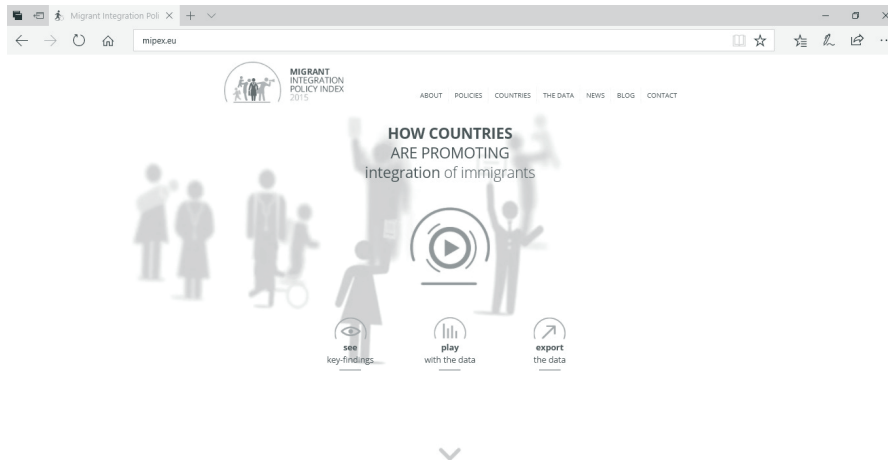 Migrant Integration Poli
mipex.eu
MIGRANT
INTEGRATION
POLICY INDEX
2015
ABOUT POLICIES COUNTRIES THE DATA NEWS BLOG CONTACT
HOW COUNTRIES
ARE PROMOTING
integration of immigrants
see
key-findings
play
with the data
export
the data